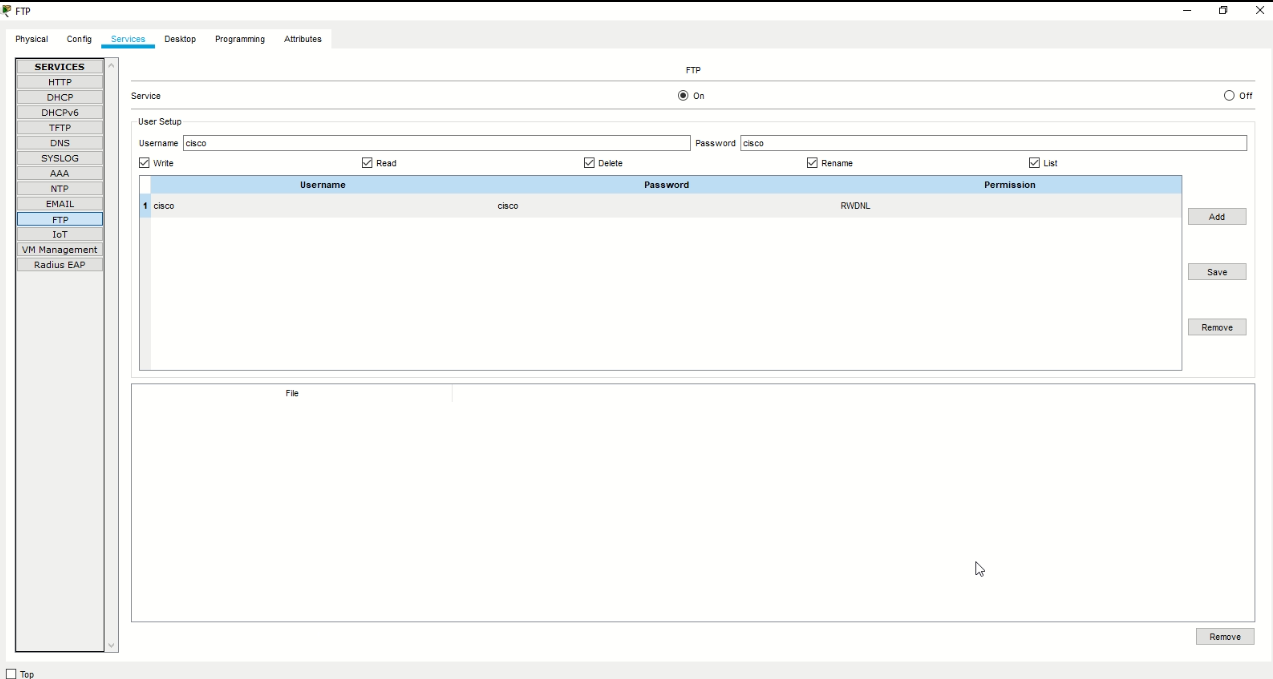 FTP
Physical Config Services Desktop Programming Attributes
SERVICES
HTTP
DHCP
DHCPv6
TFTP
DNS
SYSLOG
AAA
NTP
EMAIL
FTP
IoT
VM Management
Radius EAP
FTP
Service On Off
User Setup
Username cisco Password cisco
Write Read Delete Rename List
Username Password Permission
1 cisco cisco RWDNL
Add
Save
Remove
File
Remove
Top